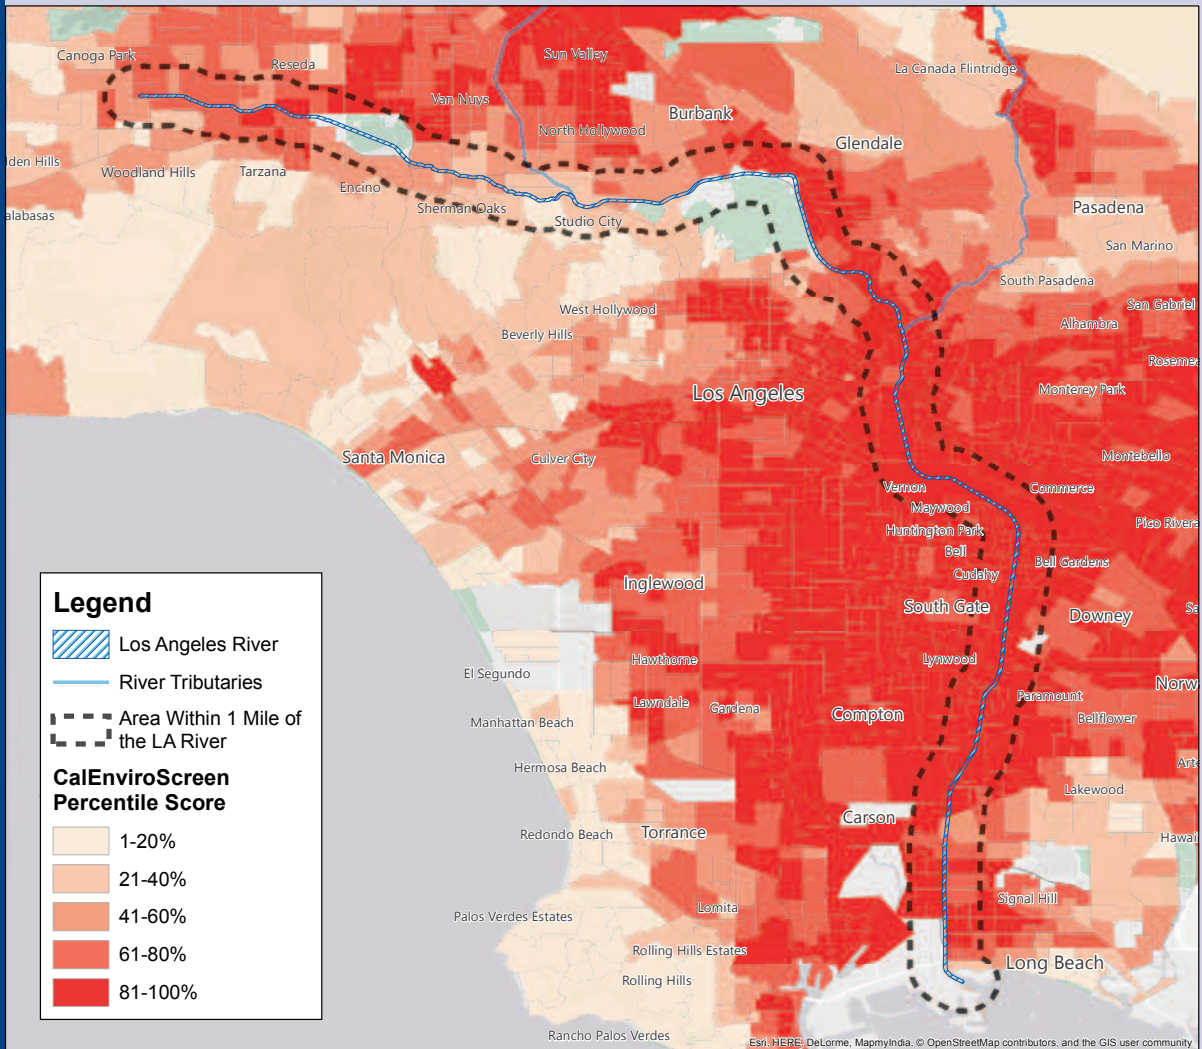 Canoga Park
Reseda
Sun Valley
La Canada Flintridge
Van Nuys
Burbank
North Hollywood
Glendale
lden Hills
Woodland Hills
Tarzana
Encino
Sherman Oaks
Studio City
alabasas
Pasadena
San Marino
South Pasadena
West Hollywood
San Gabriel
Beverly Hills
Alhambra
Rosemea
Los Angeles
Monterey Park
Santa Monica
Culver City
Montebello
Vernon
Commerce
Maywood
Pico Rivera
Huntington Park
Bell
Bell Gardens
Cudahy
Inglewood
South Gate
Downey
Sa
Hawthorne
Lynwood
El Segundo
Norw
Lawndale
Gardena
Compton
Paramount
Bellflower
Manhattan Beach
Arte
Hermosa Beach
Lakewood
Carson
Redondo Beach
Torrance
Hawai
Signal Hill
Palos Verdes Estates
Lomita
Rolling Hills Estates
Long Beach
Rolling Hills
Rancho Palos Verdes
Legend
Los Angeles River
River Tributaries
Area Within 1 Mile of
the LA River
CalEnviroScreen
Percentile Score
1-20%
21-40%
41-60%
61-80%
81-100%
Esri, HERE, DeLorme, MapmyIndia, © OpenStreetMap contributors, and the GIS user community